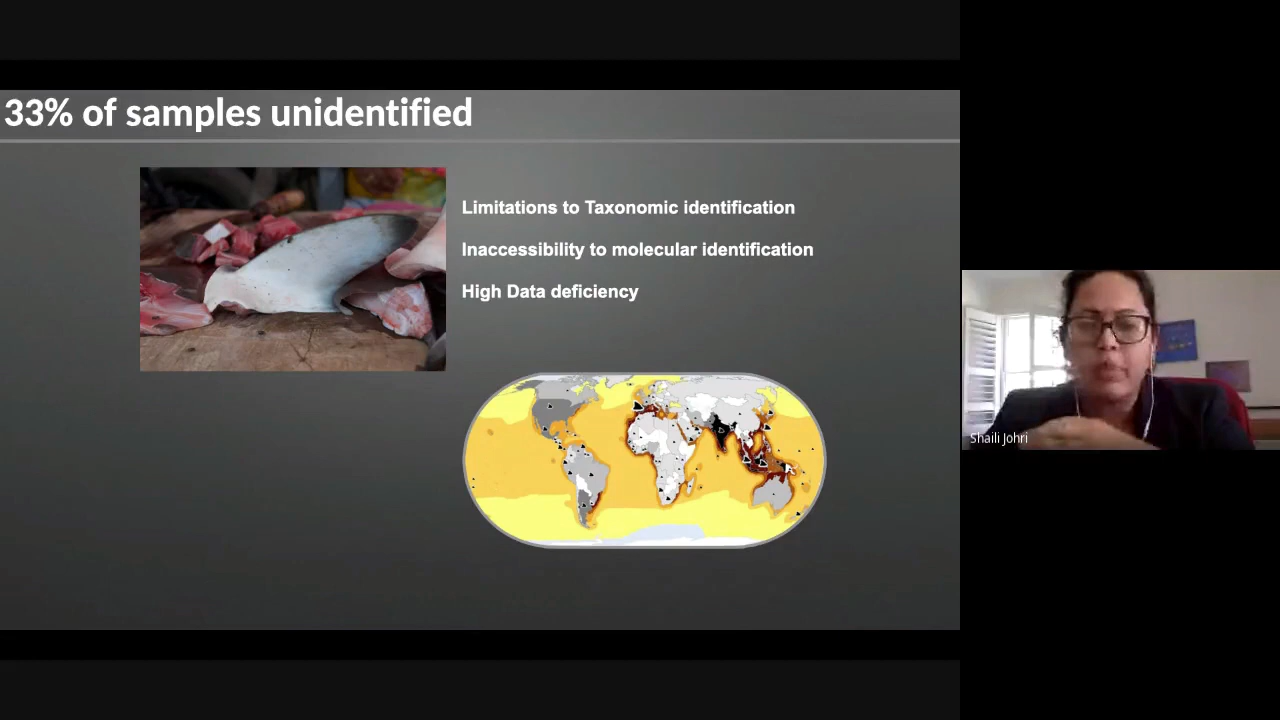 33% of samples unidentified
Limitations to Taxonomic identification
Inaccessibility to molecular identification
High Data deficiency
Shaili Johri